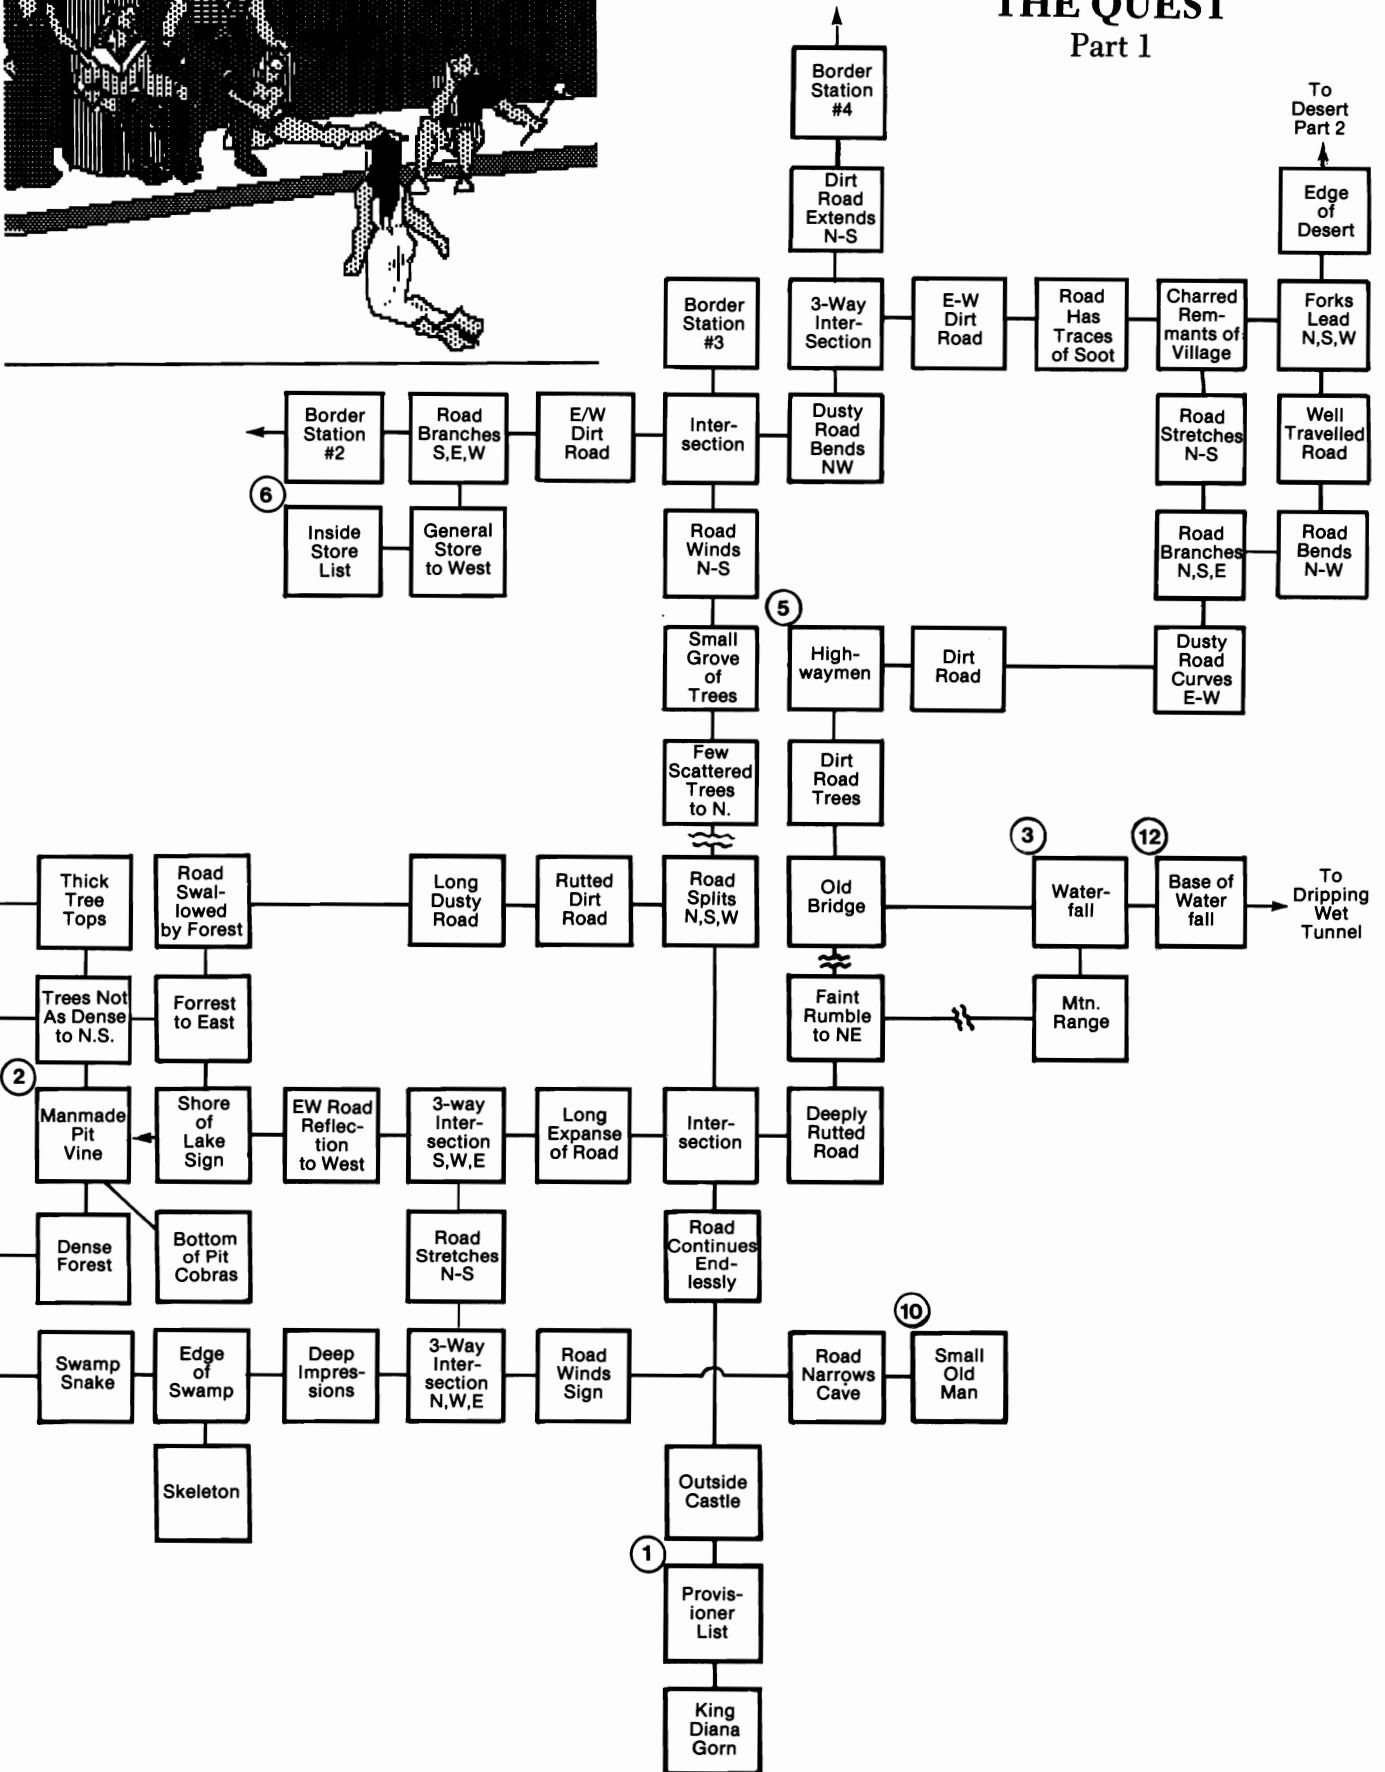 THE QUEST
Part 1
Border
Station
#4
To
Desert
Part 2
Dirt
Road
Extends
N-S
Edge
of
Desert
Border
Station
#3
3-Way
Inter-
Section
E-W
Dirt
Road
Road
Has
Traces
of Soot
Charred
Rem-
mants of
Village
Forks
Lead
N,S,W
Border
Station
#2
Road
Branches
S,E,W
E/W
Dirt
Road
Inter-
section
Dusty
Road
Bends
NW
Road
Stretches
N-S
Well
Travelled
Road
6
Inside
Store
List
General
Store
to West
Road
Winds
N-S
Road
Branches
N,S,E
Road
Bends
N-W
5
Small
Grove
of
Trees
High-
waymen
Dirt
Road
Dusty
Road
Curves
E-W
Few
Scattered
Trees
to N.
Dirt
Road
Trees
3
12
Thick
Tree
Tops
Road
Swal-
lowed
by Forest
Long
Dusty
Road
Rutted
Dirt
Road
Road
Splits
N,S,W
Old
Bridge
Water-
fall
Base of
Water
fall
To
Dripping
Wet
Tunnel
Trees Not
As Dense
to N.S.
Forrest
to East
Faint
Rumble
to NE
Mtn.
Range
2
Manmade
Pit
Vine
Shore
of
Lake
Sign
EW Road
Reflec-
tion
to West
3-way
Inter-
section
S,W,E
Long
Expanse
of Road
Inter-
section
Deeply
Rutted
Road
Dense
Forest
Bottom
of Pit
Cobras
Road
Stretches
N-S
Road
Continues
End-
lessly
10
Swamp
Snake
Edge
of
Swamp
Deep
Impres-
sions
3-Way
Inter-
section
N,W,E
Road
Winds
Sign
Road
Narrows
Cave
Small
Old
Man
Skeleton
Outside
Castle
1
Provis-
ioner
List
King
Diana
Gorn